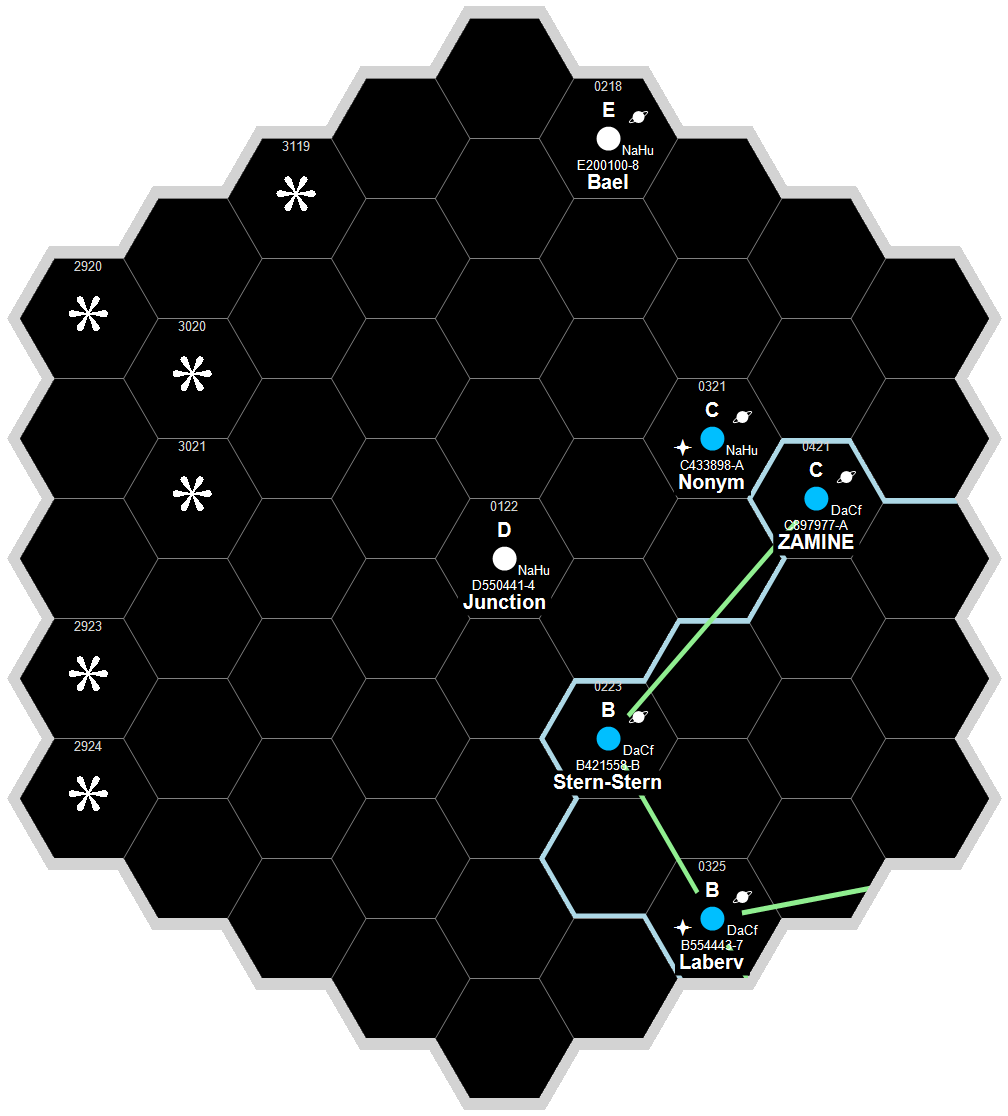 0218
E
NaHu
E200100-8
Bael
3119
2920
3020
0321
C
NaHu
C433898-A
Nonym
3021
0421
C
DaCf
C897977-A
ZAMINE
0122
D
NaHu
D550441-4
Junction
2923
0223
B
DaCf
B421558-B
Stern-Stern
2924
0325
B
DaCf
B554443-7
Laberv